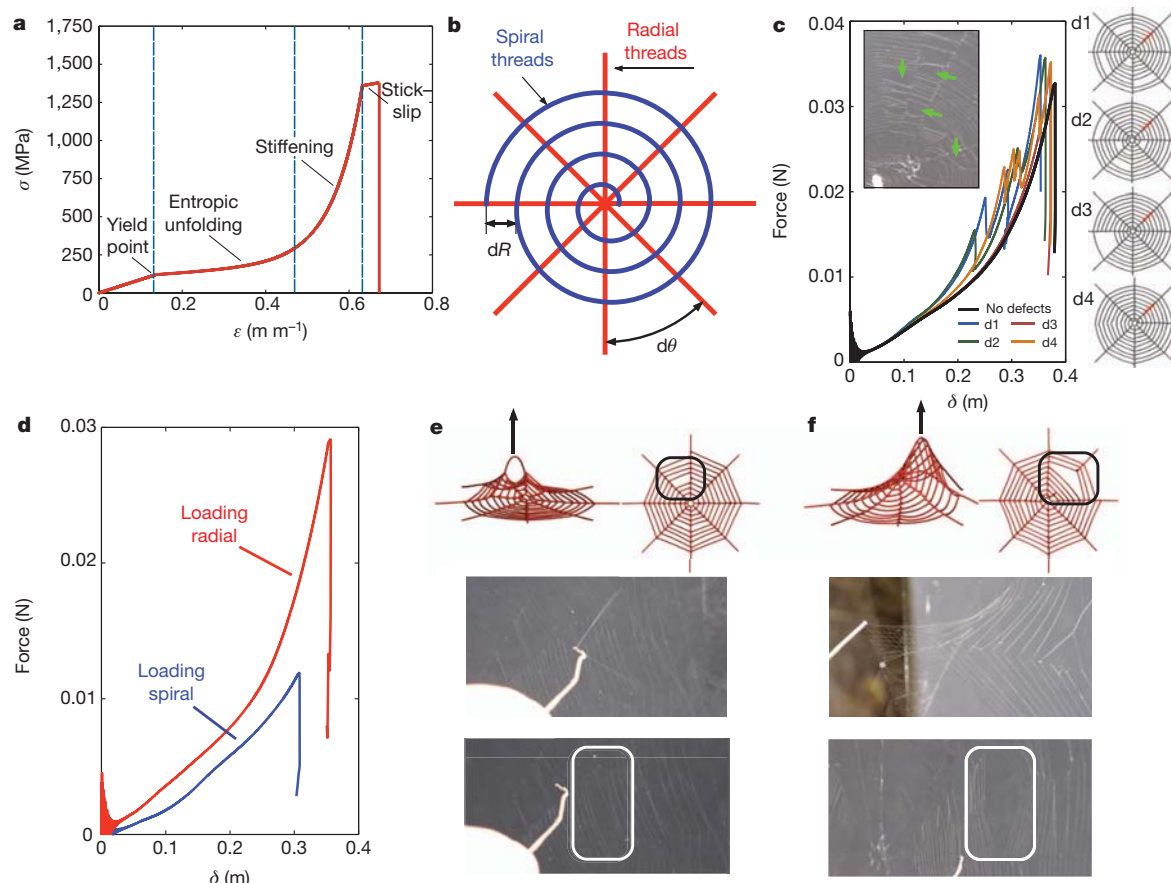 a
1,750
1,500
1,250
1,000
750
500
250
0
σ (MPa)
Yield
point
Entropic
unfolding
Stiffening
Stick–
slip
0
0.2
0.4
0.6
0.8
ε (m m⁻¹)
b
Spiral
threads
Radial
threads
dR
dθ
c
0.04
0.03
0.02
0.01
0
Force (N)
No defects
d1
d2
d3
d4
0
0.1
0.2
0.3
0.4
δ (m)
d1
d2
d3
d4
d
0.03
0.02
0.01
0
Force (N)
Loading
radial
Loading
spiral
0
0.1
0.2
0.3
0.4
δ (m)
e
f